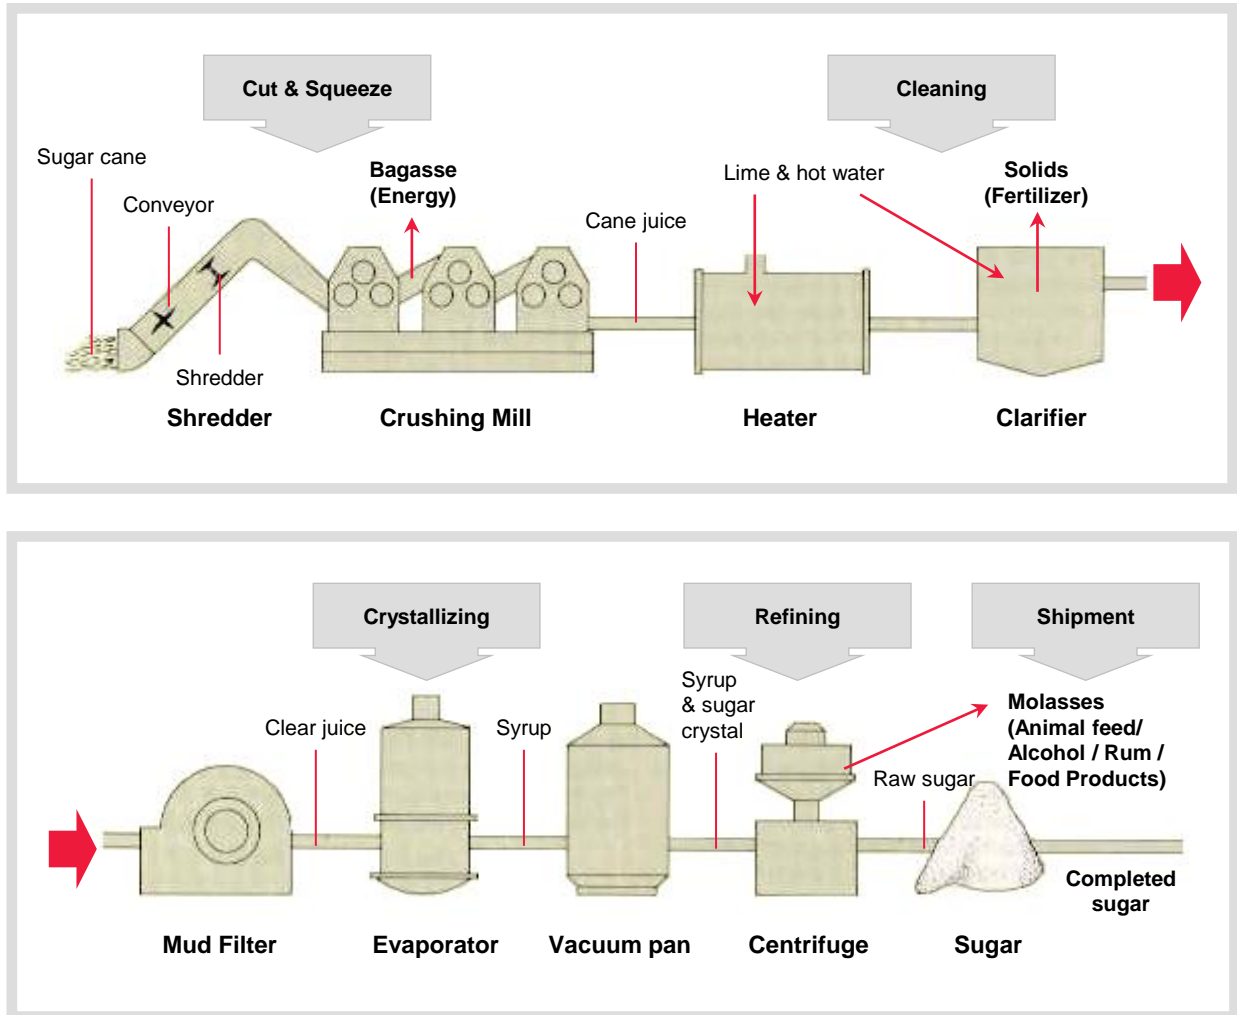 Cut & Squeeze
Cleaning
Sugar cane
Conveyor
Bagasse
(Energy)
Cane juice
Lime & hot water
Solids
(Fertilizer)
Shredder
Shredder
Crushing Mill
Heater
Clarifier
Crystallizing
Refining
Shipment
Clear juice
Syrup
Syrup
& sugar
crystal
Molasses
(Animal feed/
Alcohol / Rum /
Food Products)
Raw sugar
Completed
sugar
Mud Filter
Evaporator
Vacuum pan
Centrifuge
Sugar